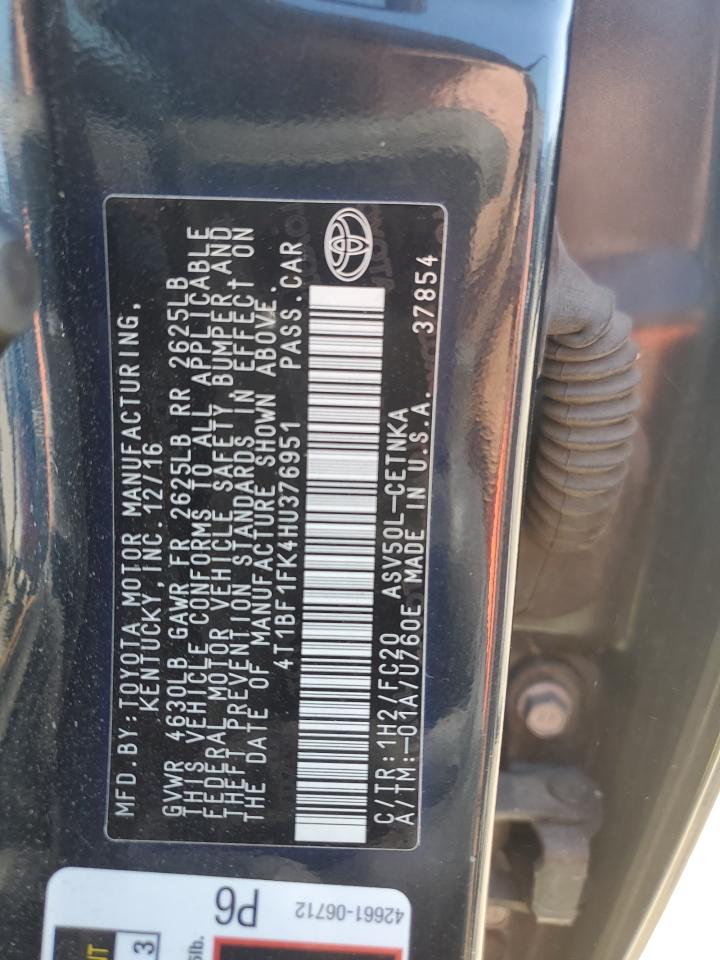 MFD.BY:TOYOTA MOTOR MANUFACTURING,
KENTUCKY, INC. 12/16
GVWR 4630LB GAWR FR 2625LB RR 2625LB
THIS VEHICLE CONFORMS TO ALL APPLICABLE
FEDERAL MOTOR VEHICLE SAFETY, BUMPER, AND
THEFT PREVENTION STANDARDS IN EFFECT ON
THE DATE OF MANUFACTURE SHOWN ABOVE.
4T1BF1FK4HU376951 PASS.CAR
C/TR:1H2/FC20 ASV50L-CETNKA
A/TM:-01A/U760E MADE IN U.S.A. 37854
42661-06712
P6
3